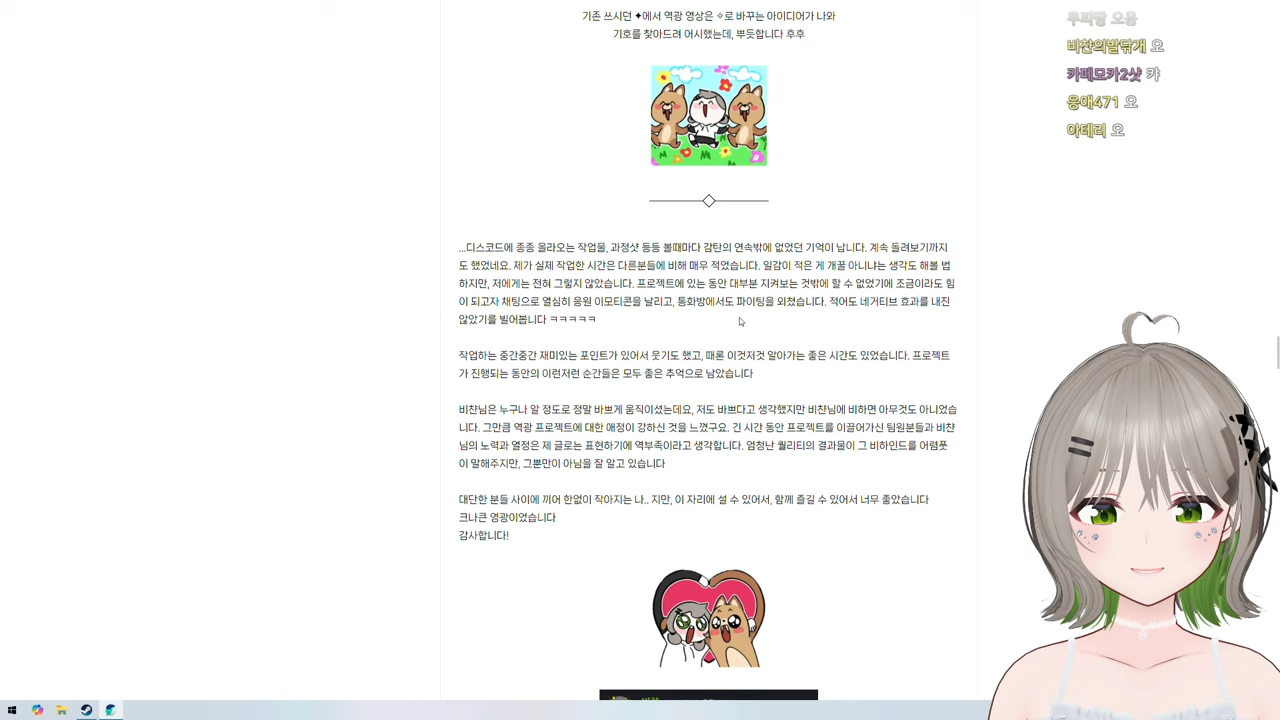 기존 쓰시던 ✦에서 역광 영상은 ✧로 바꾸는 아이디어가 나와
기호를 찾아드려 어시했는데, 뿌듯합니다 후후
...디스코드에 종종 올라오는 작업물, 과정샷 등등 볼때마다 감탄의 연속밖에 없었던 기억이 납니다. 계속 돌려보기까지
도 했었네요. 제가 실제 작업한 시간은 다른분들에 비해 매우 적었습니다. 일감이 적은 게 개꿀 아니냐는 생각도 해볼 법
하지만, 저에게는 전혀 그렇지 않았습니다. 프로젝트에 있는 동안 대부분 지켜보는 것밖에 할 수 없었기에 조금이라도 힘
이 되고자 채팅으로 열심히 응원 이모티콘을 날리고, 통화방에서도 파이팅을 외쳤습니다. 적어도 네거티브 효과를 내진
않았기를 빌어봅니다 ㅋㅋㅋㅋㅋ
작업하는 중간중간 재미있는 포인트가 있어서 웃기도 했고, 때론 이것저것 알아가는 좋은 시간도 있었습니다. 프로젝트
가 진행되는 동안의 이런저런 순간들은 모두 좋은 추억으로 남았습니다
비챤님은 누구나 알 정도로 정말 바쁘게 움직이셨는데요, 저도 바쁘다고 생각했지만 비챤님에 비하면 아무것도 아니었습
니다. 그만큼 역광 프로젝트에 대한 애정이 강하신 것을 느꼈구요. 긴 시간 동안 프로젝트를 이끌어가신 팀원분들과 비챤
님의 노력과 열정은 제 글로는 표현하기에 역부족이라고 생각합니다. 엄청난 퀄리티의 결과물이 그 비하인드를 어렴풋
이 말해주지만, 그뿐만이 아님을 잘 알고 있습니다
대단한 분들 사이에 끼어 한없이 작아지는 나.. 지만, 이 자리에 설 수 있어서, 함께 즐길 수 있어서 너무 좋았습니다
크나큰 영광이었습니다
감사합니다!
오옹
비챤의발닦개 오
카페모카2샷 캬
웅애471 오
아테리 오